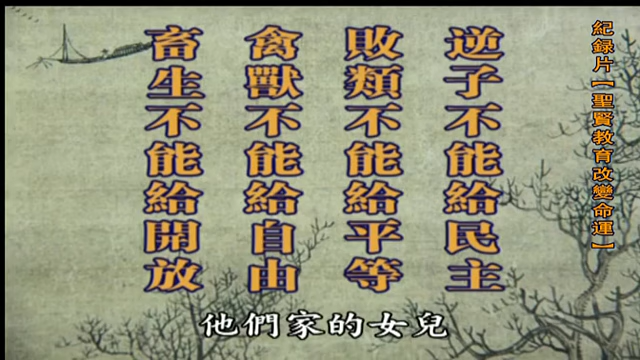 紀録片【聖賢教育改變命運】
逆子不能給民主
敗類不能給平等
禽獸不能給自由
畜生不能給開放
他們家的女兒